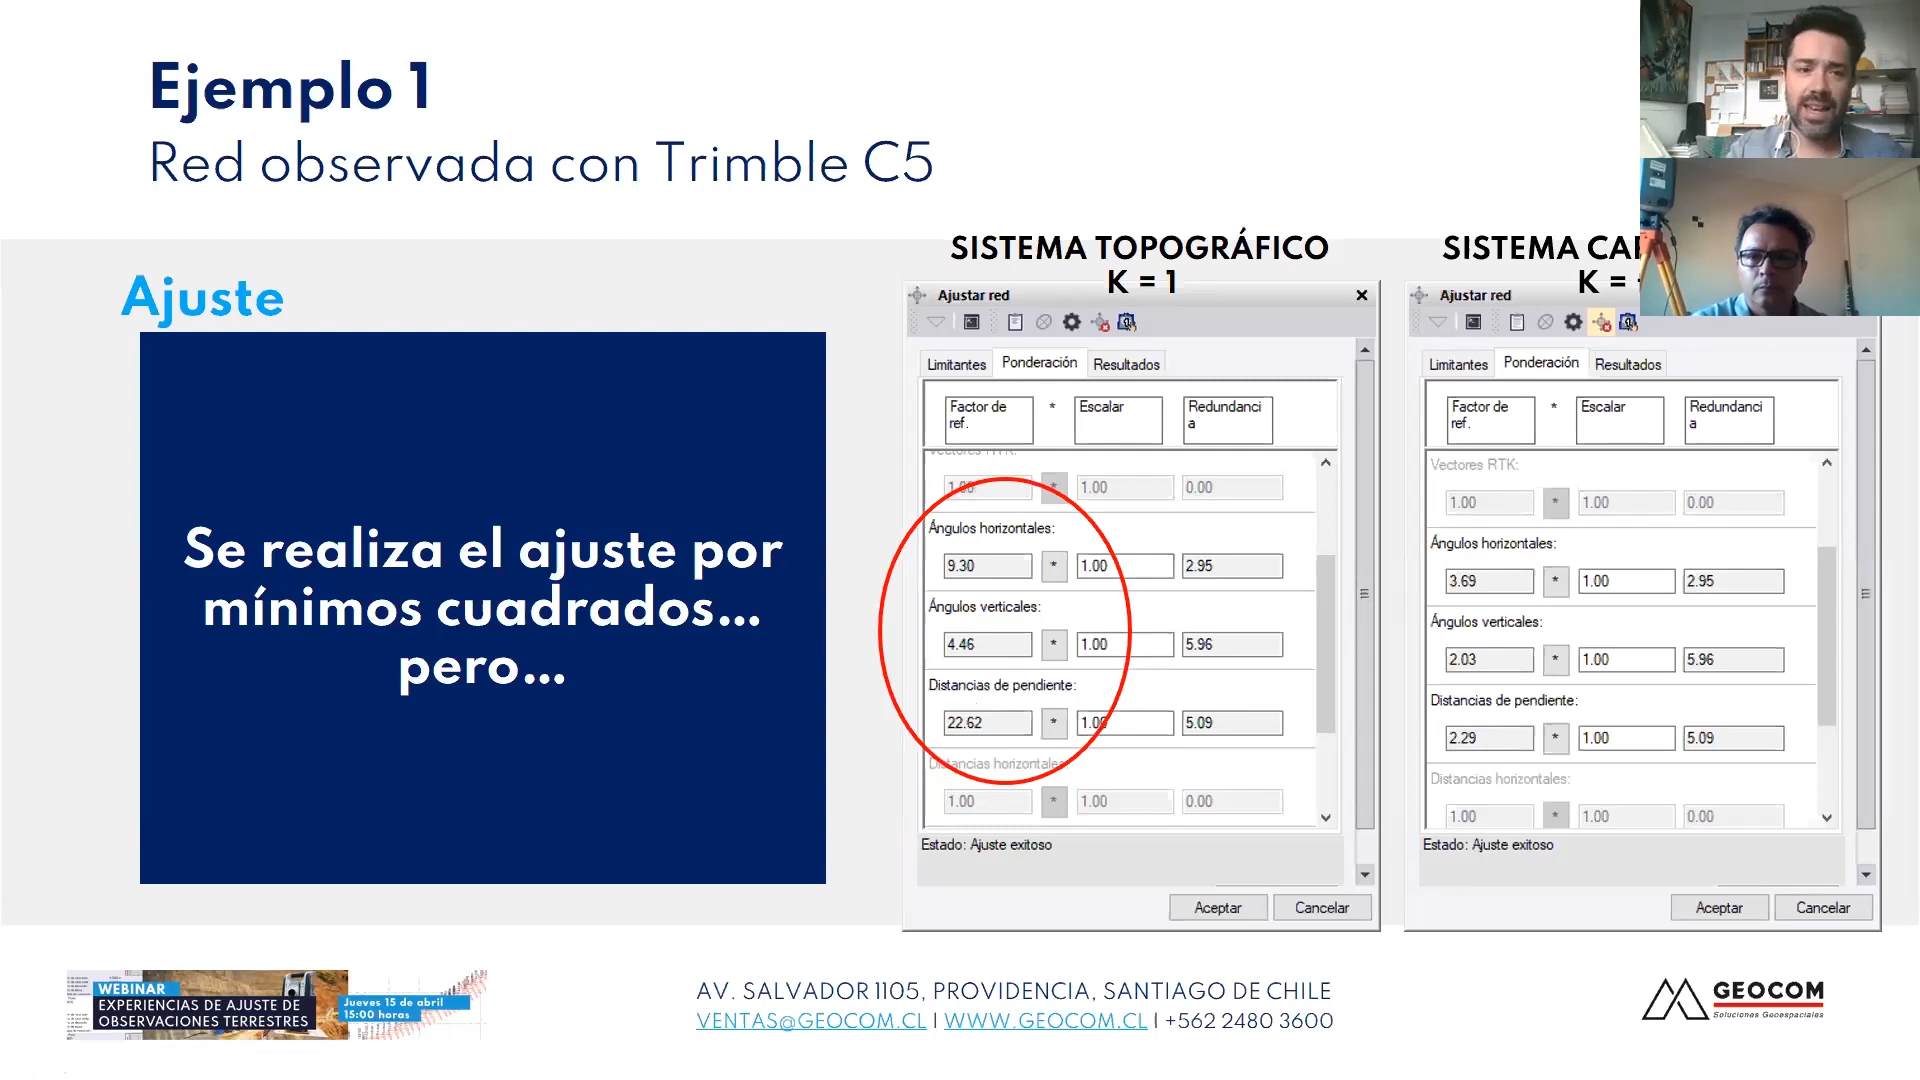 Ejemplo 1
Red observada con Trimble C5
Ajuste
Se realiza el ajuste por
mínimos cuadrados...
pero...
SISTEMA TOPOGRÁFICO
K = 1
Ajustar red
Limitantes Ponderación Resultados
Factor de ref. * Escalar Redundancia
Vectores RTK:
1.00 * 1.00 0.00
Ángulos horizontales:
9.30 * 1.00 2.95
Ángulos verticales:
4.46 * 1.00 5.96
Distancias de pendiente:
22.62 * 1.00 5.09
Distancias horizontales:
1.00 * 1.00 0.00
Estado: Ajuste exitoso
Aceptar Cancelar
SISTEMA
K =
Ajustar red
Limitantes Ponderación Resultados
Factor de ref. * Escalar Redundancia
Vectores RTK:
1.00 * 1.00 0.00
Ángulos horizontales:
3.69 * 1.00 2.95
Ángulos verticales:
2.03 * 1.00 5.96
Distancias de pendiente:
2.29 * 1.00 5.09
Distancias horizontales:
1.00 * 1.00 0.00
Estado: Ajuste exitoso
Aceptar Cancelar
WEBINAR
EXPERIENCIAS DE AJUSTE DE
OBSERVACIONES TERRESTRES
Jueves 15 de abril
15:00 horas
AV. SALVADOR 1105, PROVIDENCIA, SANTIAGO DE CHILE
VENTAS@GEOCOM.CL | WWW.GEOCOM.CL | +562 2480 3600
GEOCOM
Soluciones Geoespaciales